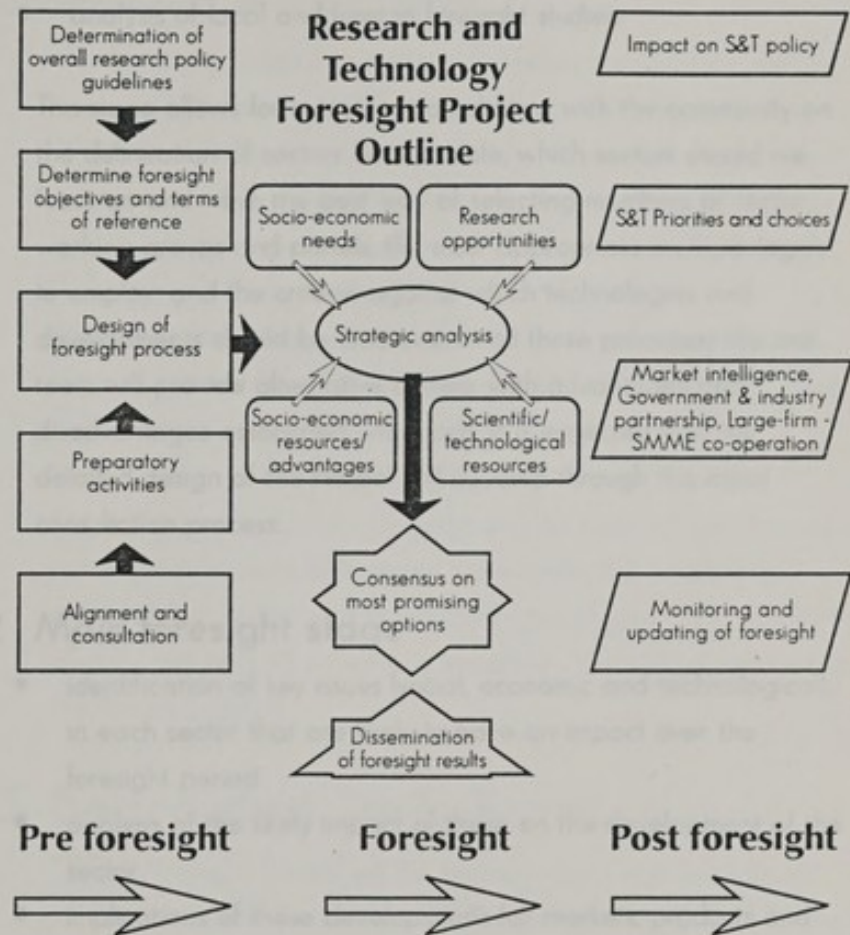 Research and
Technology
Foresight Project
Outline
Determination of
overall research policy
guidelines
Determine foresight
objectives and terms
of reference
Design of
foresight process
Preparatory
activities
Alignment and
consultation
Socio-economic
needs
Research
opportunities
Strategic analysis
Socio-economic
resources/
advantages
Scientific/
technological
resources
Consensus on
most promising
options
Dissemination
of foresight results
Impact on S&T policy
S&T Priorities and choices
Market intelligence,
Government & industry
partnership, Large-firm -
SMME co-operation
Monitoring and
updating of foresight
Pre foresight
Foresight
Post foresight